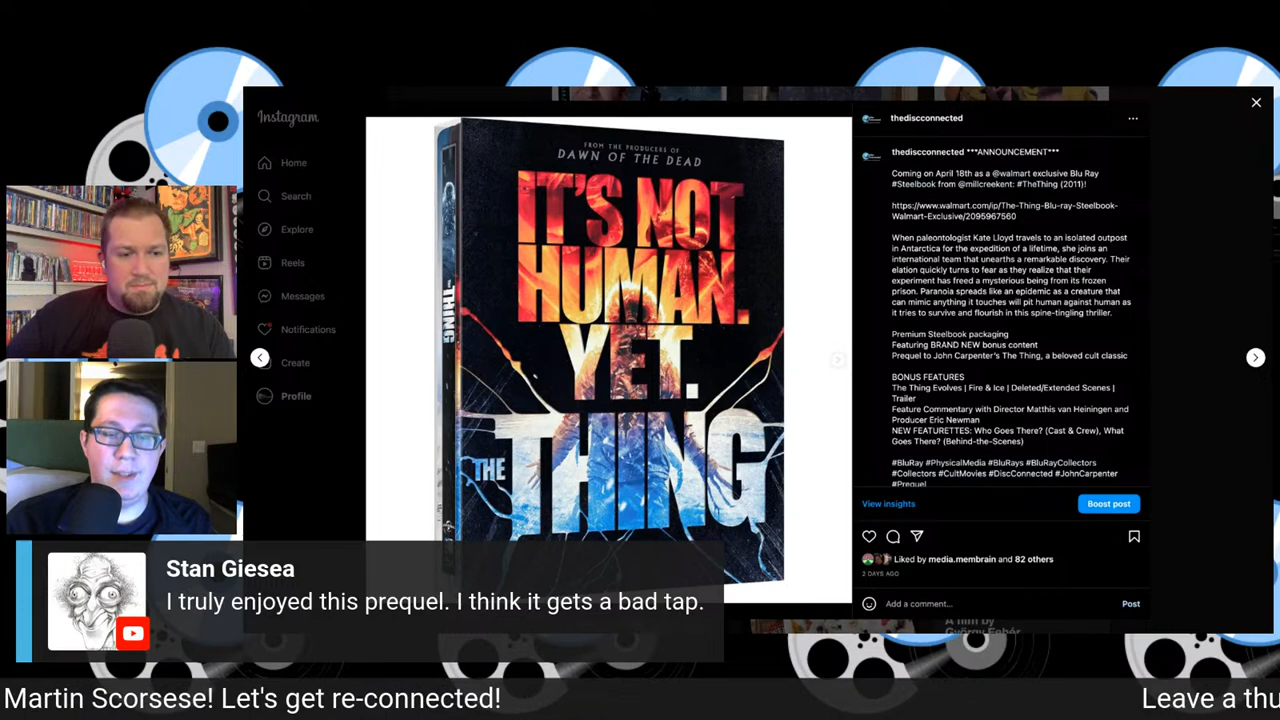 Instagram
Home
Search
Explore
Reels
Messages
Notifications
Create
Profile
FROM THE PRODUCERS OF
DAWN OF THE DEAD
IT'S NOT
HUMAN.
YET.
THE THING
THE THING
thediscconnected
thediscconnected ***ANNOUNCEMENT***
Coming on April 18th as a @walmart exclusive Blu Ray
#Steelbook from @millcreekent: #TheThing (2011)!
https://www.walmart.com/ip/The-Thing-Blu-ray-Steelbook-
Walmart-Exclusive/2095967560
When paleontologist Kate Lloyd travels to an isolated outpost
in Antarctica for the expedition of a lifetime, she joins an
international team that unearths a remarkable discovery. Their
elation quickly turns to fear as they realize that their
experiment has freed a mysterious being from its frozen
prison. Paranoia spreads like an epidemic as a creature that
can mimic anything it touches will pit human against human as
it tries to survive and flourish in this spine-tingling thriller.
Premium Steelbook packaging
Featuring BRAND NEW bonus content
Prequel to John Carpenter's The Thing, a beloved cult classic
BONUS FEATURES
The Thing Evolves | Fire & Ice | Deleted/Extended Scenes |
Trailer
Feature Commentary with Director Matthis van Heiningen and
Producer Eric Newman
NEW FEATURETTES: Who Goes There? (Cast & Crew), What
Goes There? (Behind-the-Scenes)
#BluRay #PhysicalMedia #BluRays #BluRayCollectors
#Collectors #CultMovies #DiscConnected #JohnCarpenter
#Prequel
View insights
Boost post
Liked by media.membrain and 82 others
2 DAYS AGO
Add a comment...
Post
A film by
György Fehér
Stan Giesea
I truly enjoyed this prequel. I think it gets a bad tap.
Martin Scorsese! Let's get re-connected!
Leave a thu